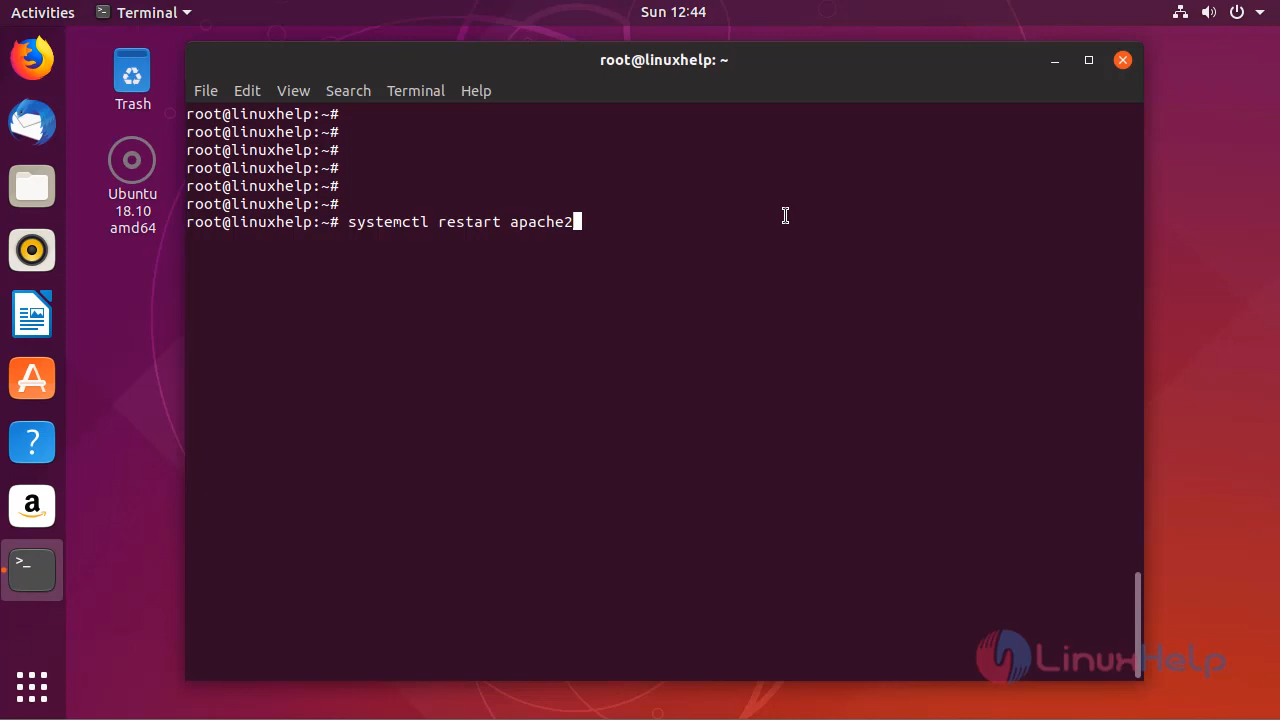 Activities Terminal Sun 12:44
root@linuxhelp: ~
File Edit View Search Terminal Help
Trash
Ubuntu
18.10
amd64
root@linuxhelp:~#
root@linuxhelp:~#
root@linuxhelp:~#
root@linuxhelp:~#
root@linuxhelp:~#
root@linuxhelp:~#
root@linuxhelp:~# systemctl restart apache2
?
a
>_
LinuxHelp